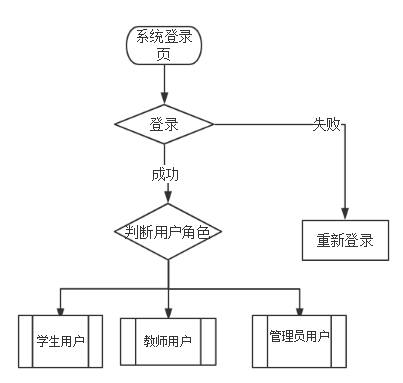 系统登录
页
登录
失败
成功
判断用户角色
重新登录
学生用户
教师用户
管理员用户